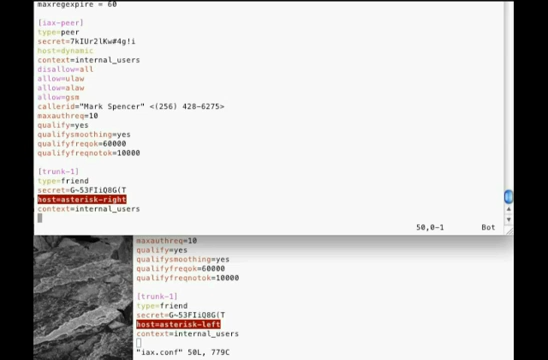 maxregexpire = 60
[iax-peer]
type=peer
secret=7kIUr2lKw#4g!i
host=dynamic
context=internal_users
disallow=all
allow=ulaw
allow=alaw
allow=gsm
callerid="Mark Spencer" <(256) 428-6275>
maxauthreq=10
qualify=yes
qualifysmoothing=yes
qualifyfreqok=60000
qualifyfreqnotok=10000
[trunk-1]
type=friend
secret=G~53FIiQ8G(T
host=asterisk-right
context=internal_users
50,0-1 Bot
maxauthreq=10
qualify=yes
qualifysmoothing=yes
qualifyfreqok=60000
qualifyfreqnotok=10000
[trunk-1]
type=friend
secret=G~53FIiQ8G(T
host=asterisk-left
context=internal_users
"iax.conf" 50L, 779C